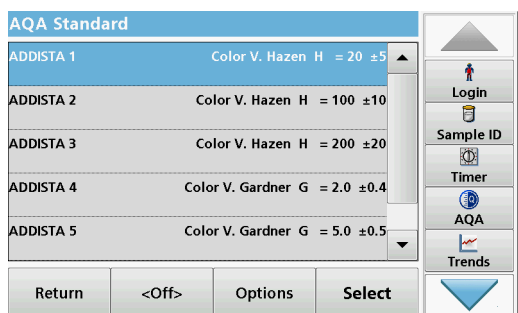 AQA Standard
ADDISTA 1 Color V. Hazen H = 20 ±5
ADDISTA 2 Color V. Hazen H = 100 ±10
ADDISTA 3 Color V. Hazen H = 200 ±20
ADDISTA 4 Color V. Gardner G = 2.0 ±0.4
ADDISTA 5 Color V. Gardner G = 5.0 ±0.5
Return <Off> Options Select
Login
Sample ID
Timer
AQA
Trends